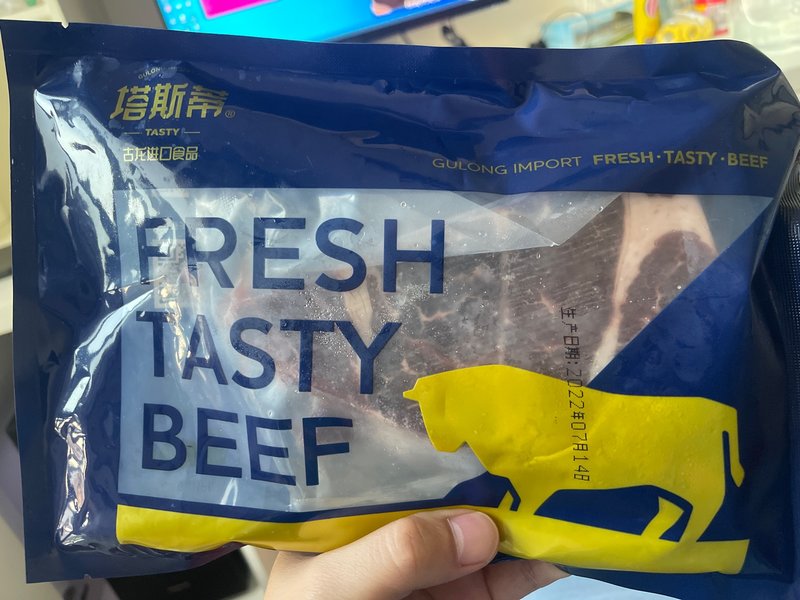 GULONG
塔斯蒂®
TASTY
古龙进口食品
GULONG IMPORT FRESH·TASTY·BEEF
FRESH
TASTY
BEEF
生产日期:2022年07月14日